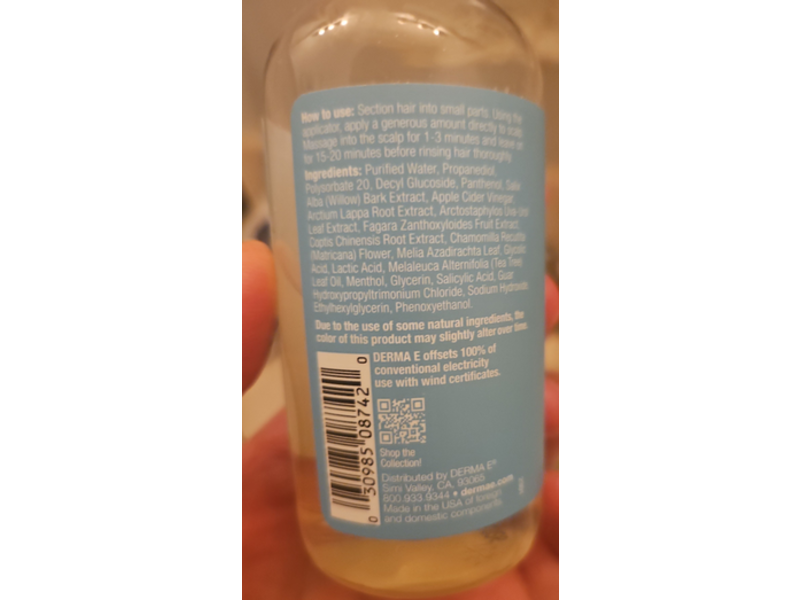 How to use: Section hair into small parts. Using the
applicator, apply a generous amount directly to scalp.
Massage into the scalp for 1-3 minutes and leave on
for 15-20 minutes before rinsing hair thoroughly.
Ingredients: Purified Water, Propanediol,
Polysorbate 20, Decyl Glucoside, Panthenol, Salix
Alba (Willow) Bark Extract, Apple Cider Vinegar,
Arctium Lappa Root Extract, Arctostaphylos Uva-Ursi
Leaf Extract, Fagara Zanthoxyloides Fruit Extract,
Coptis Chinensis Root Extract, Chamomilla Recutita
(Matricaria) Flower, Melia Azadirachta Leaf, Glycolic
Acid, Lactic Acid, Melaleuca Alternifolia (Tea Tree)
Leaf Oil, Menthol, Glycerin, Salicylic Acid, Guar
Hydroxypropyltrimonium Chloride, Sodium Hydroxide,
Ethylhexylglycerin, Phenoxyethanol.
Due to the use of some natural ingredients, the
color of this product may slightly alter over time.
DERMA E offsets 100% of
conventional electricity
use with wind certificates.
0 30985 08742 0
Shop the
Collection!
Distributed by DERMA E®
Simi Valley, CA, 93065
800.933.9344 • dermae.com
Made in the USA of foreign
and domestic components.